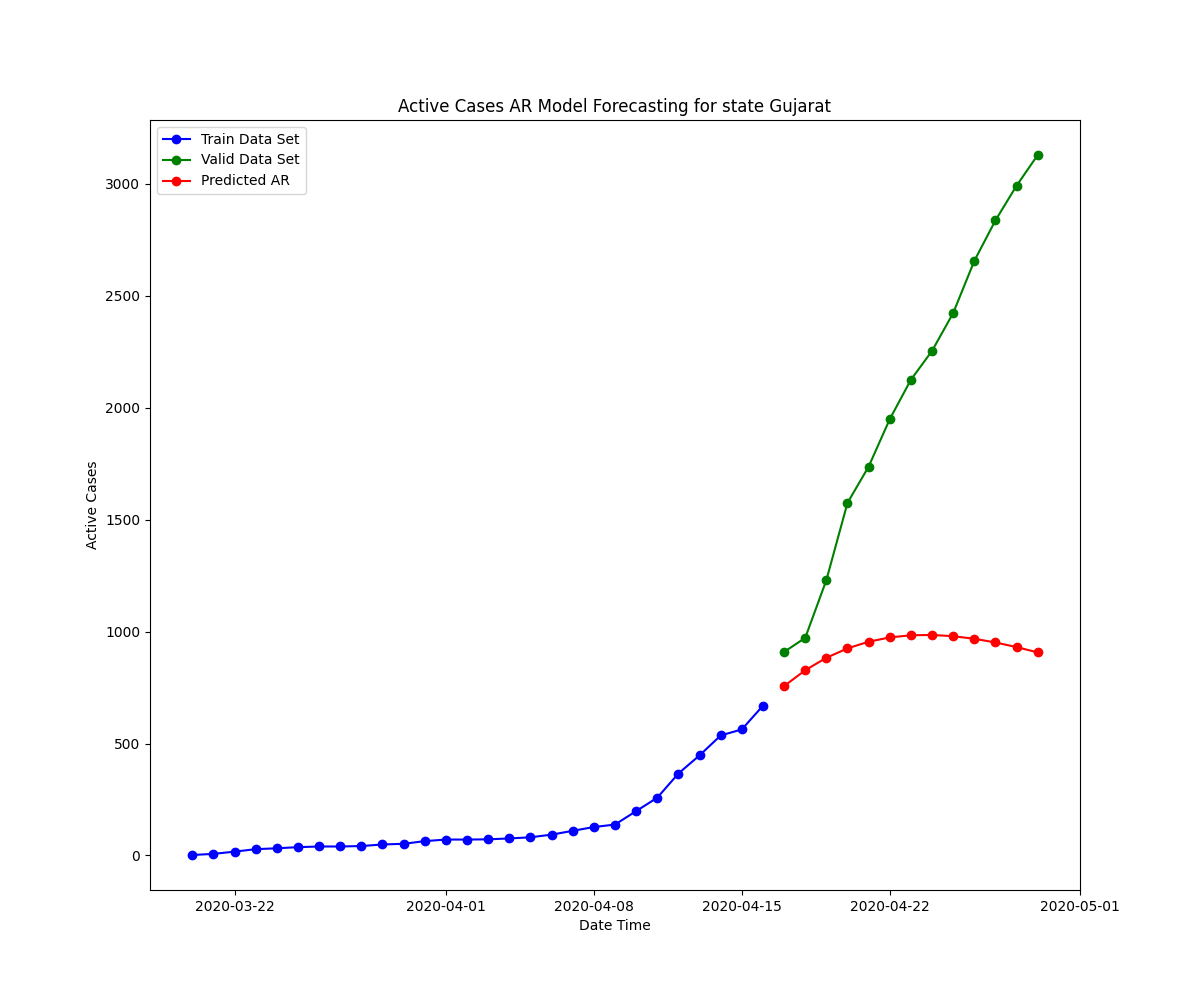 Active Cases AR Model Forecasting for state Gujarat
Train Data Set
Valid Data Set
Predicted AR
3000
2500
2000
1500
1000
500
0
Active Cases
2020-03-22
2020-04-01
2020-04-08
2020-04-15
2020-04-22
2020-05-01
Date Time